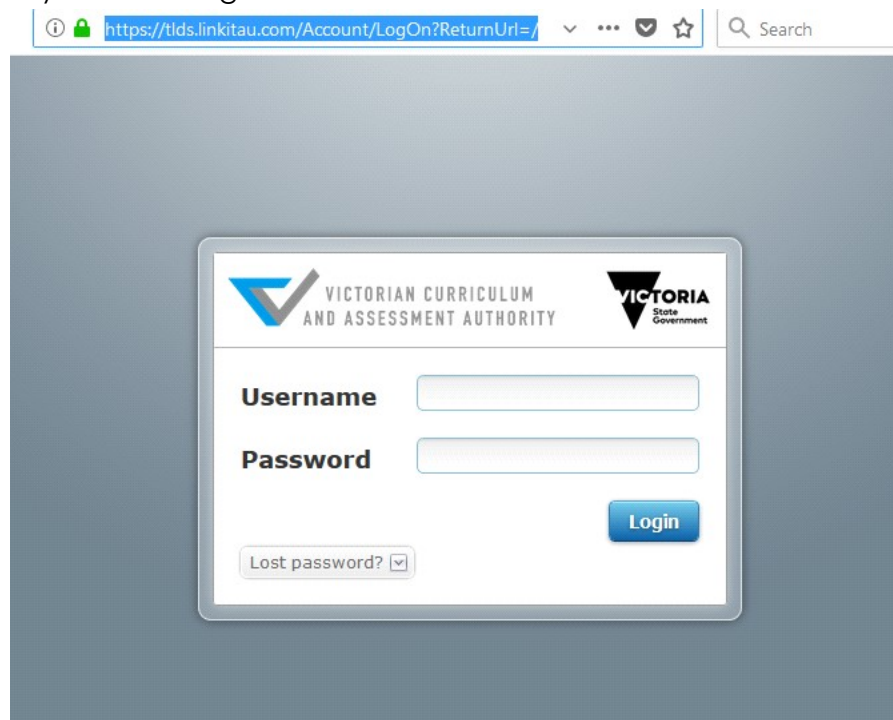 https://tlds.linkitau.com/Account/LogOn?ReturnUrl=/
Search
VICTORIAN CURRICULUM
AND ASSESSMENT AUTHORITY
VICTORIA
State
Government
Username
Password
Login
Lost password?